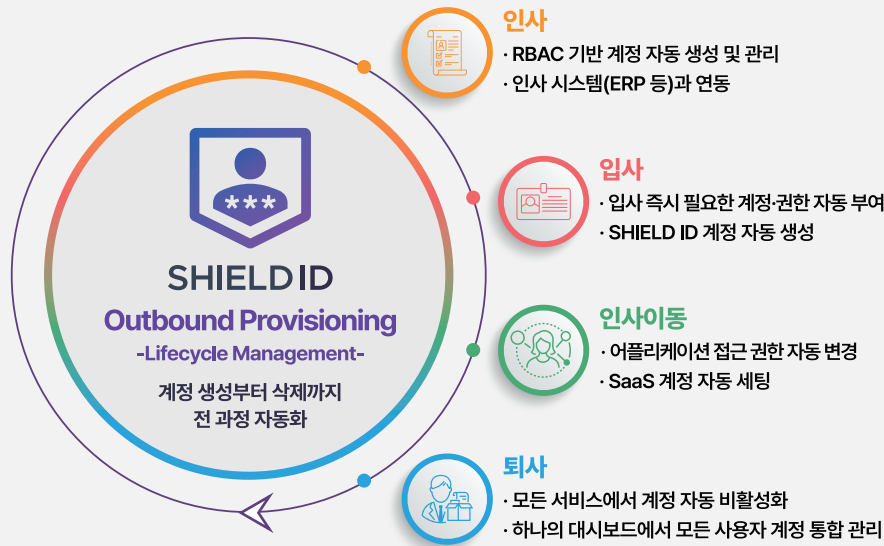 ***
SHIELD ID
Outbound Provisioning
-Lifecycle Management-
계정 생성부터 삭제까지
전 과정 자동화
인사
· RBAC 기반 계정 자동 생성 및 관리
· 인사 시스템(ERP 등)과 연동
입사
· 입사 즉시 필요한 계정·권한 자동 부여
· SHIELD ID 계정 자동 생성
인사이동
· 어플리케이션 접근 권한 자동 변경
· SaaS 계정 자동 세팅
퇴사
· 모든 서비스에서 계정 자동 비활성화
· 하나의 대시보드에서 모든 사용자 계정 통합 관리